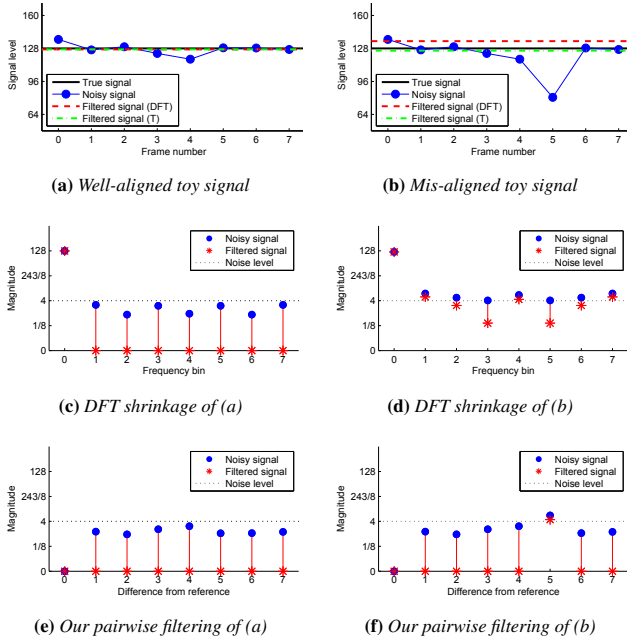 160
128
96
64
Signal level
True signal
Noisy signal
Filtered signal (DFT)
Filtered signal (T)
0 1 2 3 4 5 6 7
Frame number
(a) Well-aligned toy signal
160
128
96
64
Signal level
True signal
Noisy signal
Filtered signal (DFT)
Filtered signal (T)
0 1 2 3 4 5 6 7
Frame number
(b) Mis-aligned toy signal
128
243/8
4
1/8
0
Magnitude
Noisy signal
Filtered signal
Noise level
0 1 2 3 4 5 6 7
Frequency bin
(c) DFT shrinkage of (a)
128
243/8
4
1/8
0
Magnitude
Noisy signal
Filtered signal
Noise level
0 1 2 3 4 5 6 7
Frequency bin
(d) DFT shrinkage of (b)
128
243/8
4
1/8
0
Magnitude
Noisy signal
Filtered signal
Noise level
0 1 2 3 4 5 6 7
Difference from reference
(e) Our pairwise filtering of (a)
128
243/8
4
1/8
0
Magnitude
Noisy signal
Filtered signal
Noise level
0 1 2 3 4 5 6 7
Difference from reference
(f) Our pairwise filtering of (b)